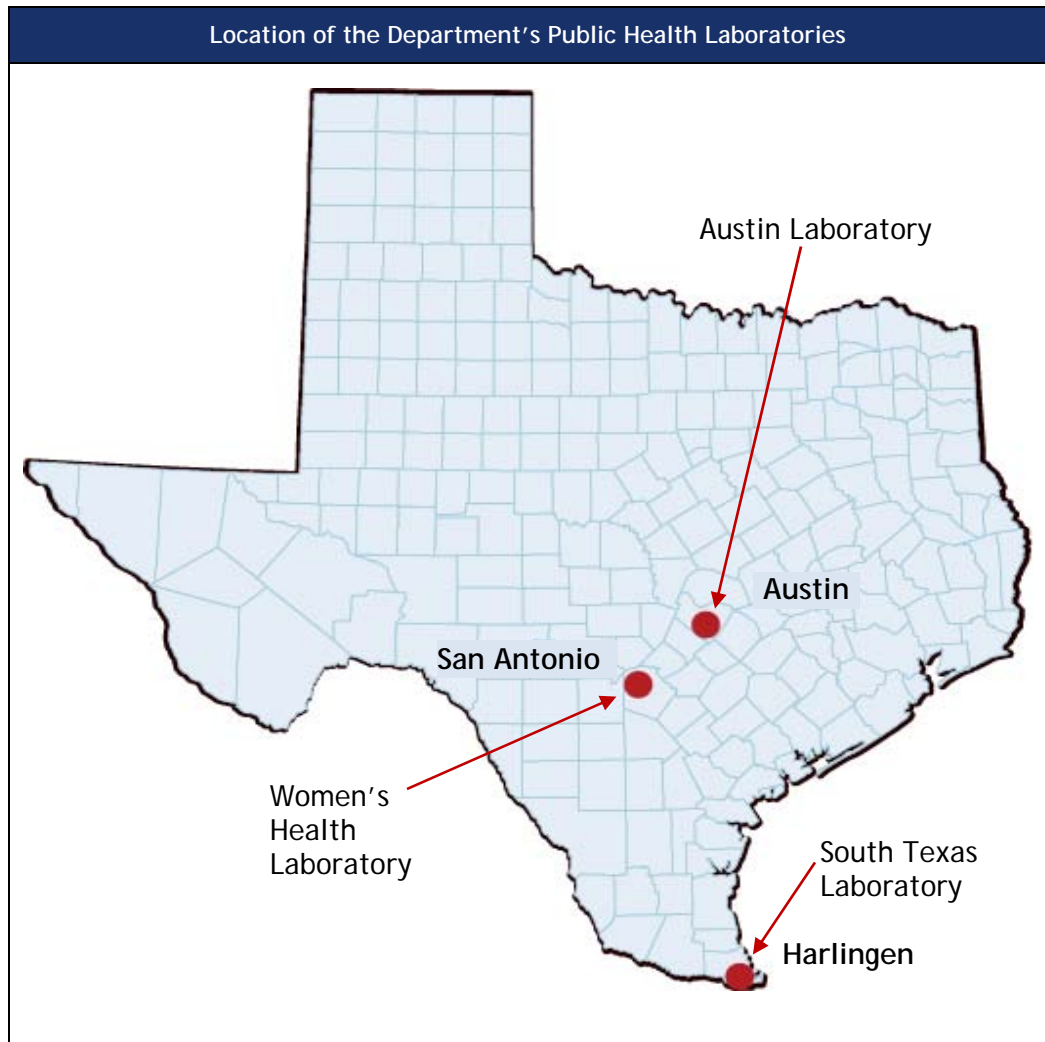 Location of the Department's Public Health Laboratories
Austin Laboratory
Austin
San Antonio
Women's
Health
Laboratory
South Texas
Laboratory
Harlingen